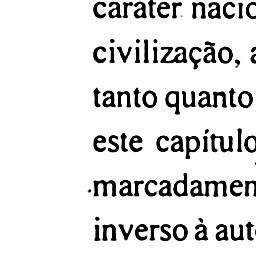 caráter nacio
civilização, a
tanto quanto
este capítulo
marcadamen
inverso à aut